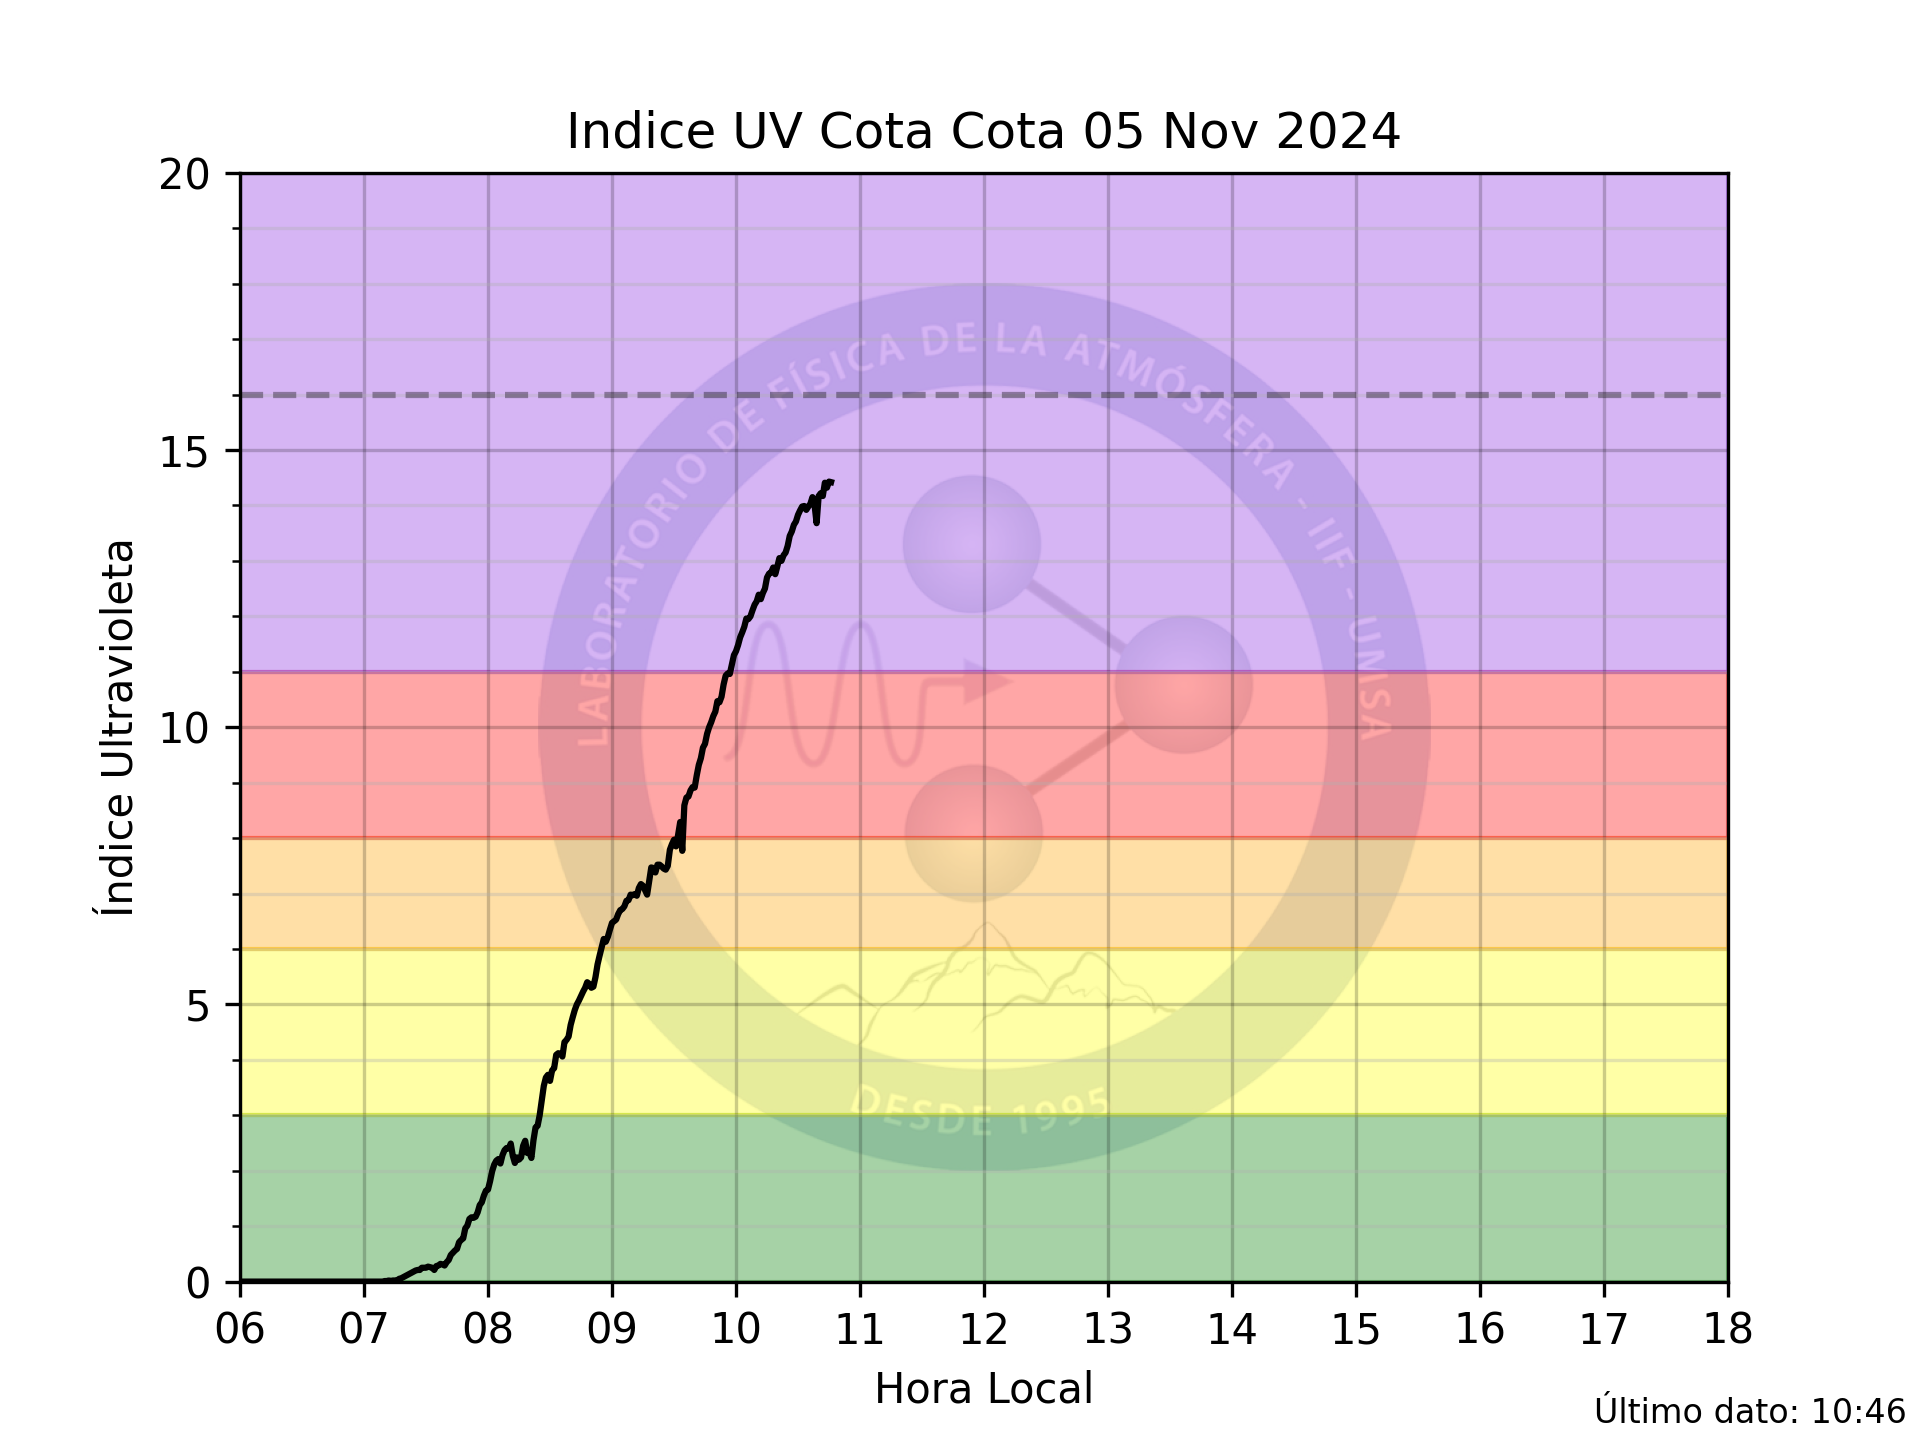 Indice UV Cota Cota 05 Nov 2024
20
15
10
5
0
Índice Ultravioleta
LABORATORIO DE FÍSICA DE LA ATMÓSFERA - IIF - UMSA
DESDE 1995
06 07 08 09 10 11 12 13 14 15 16 17 18
Hora Local
Último dato: 10:46